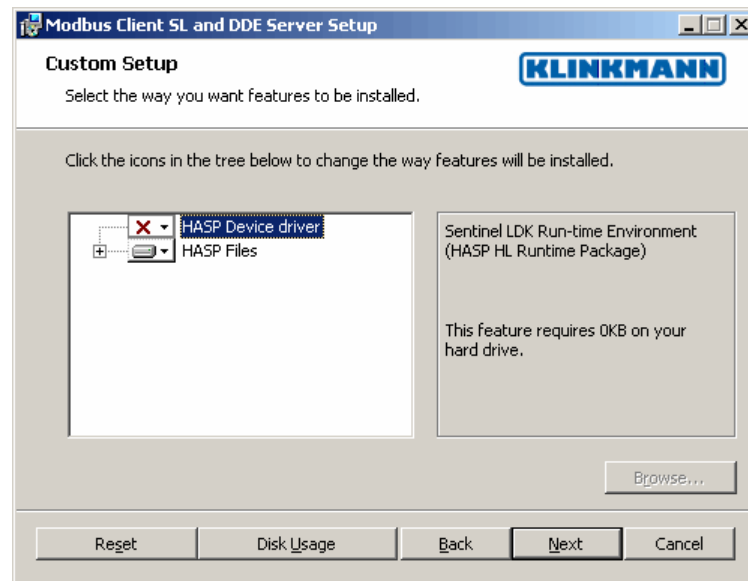 Modbus Client SL and DDE Server Setup
Custom Setup
KLINKMANN
Select the way you want features to be installed.
Click the icons in the tree below to change the way features will be installed.
HASP Device driver
HASP Files
Sentinel LDK Run-time Environment
(HASP HL Runtime Package)
This feature requires 0KB on your
hard drive.
Browse...
Reset
Disk Usage
Back
Next
Cancel